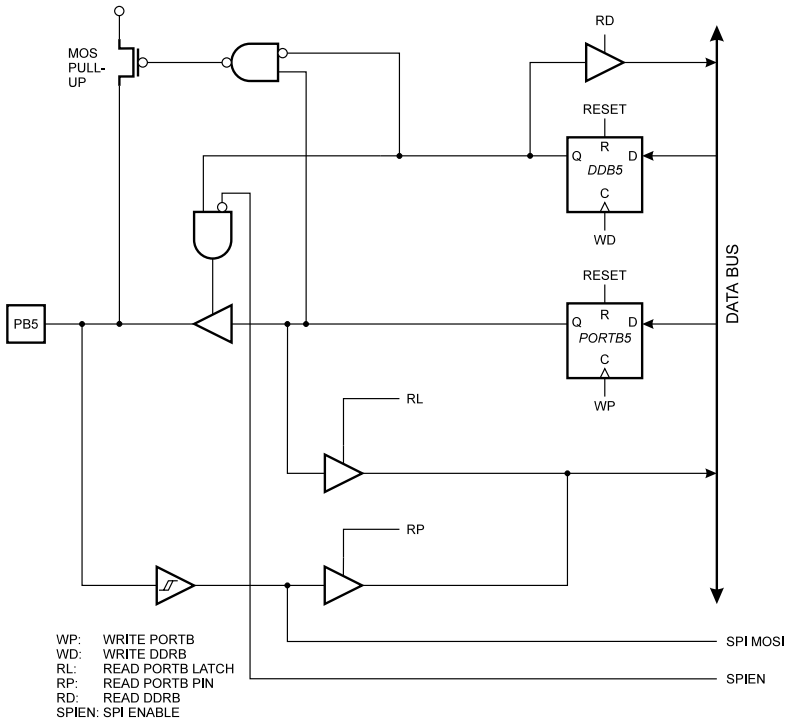 RD
MOS
PULL-
UP
RESET
R
Q
D
DDB5
C
WD
DATA BUS
RESET
R
Q
D
PORTB5
C
WP
PB5
RL
RP
WP: WRITE PORTB
WD: WRITE DDRB
RL: READ PORTB LATCH
RP: READ PORTB PIN
RD: READ DDRB
SPIEN: SPI ENABLE
SPI MOSI
SPIEN